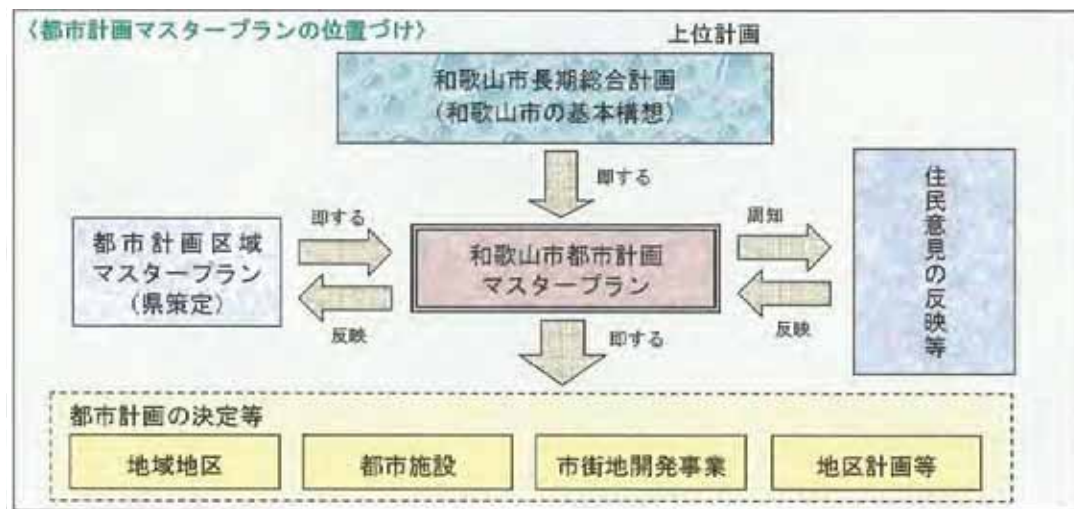 〈都市計画マスタープランの位置づけ〉
上位計画
和歌山市長期総合計画
（和歌山市の基本構想）
即する
都市計画区域
マスタープラン
（県策定）
即する
反映
和歌山市都市計画
マスタープラン
周知
反映
住民意見の反映等
即する
都市計画の決定等
地域地区
都市施設
市街地開発事業
地区計画等